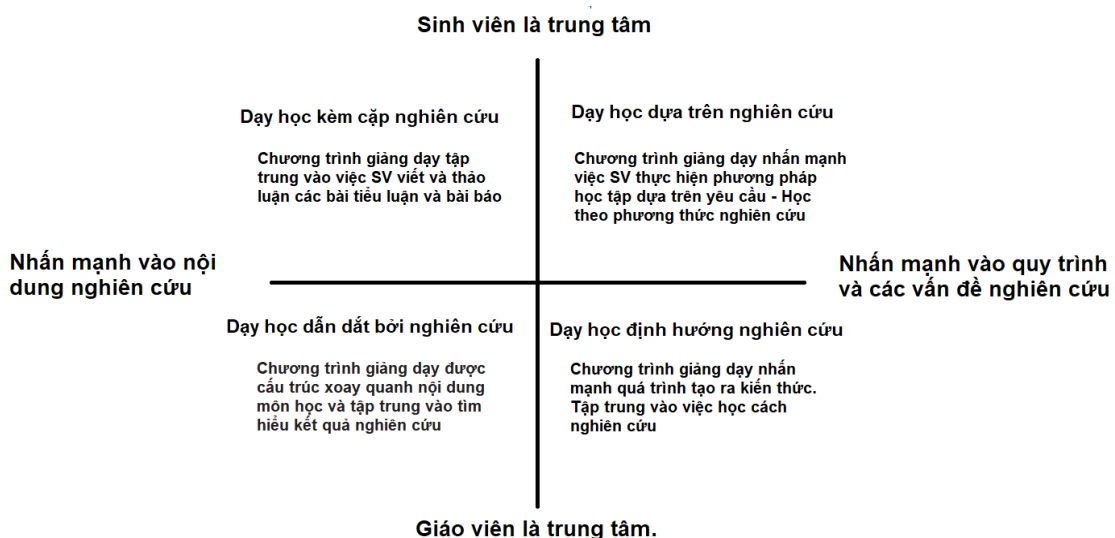 Sinh viên là trung tâm
Dạy học kèm cặp nghiên cứu
Chương trình giảng dạy tập
trung vào việc SV viết và thảo
luận các bài tiểu luận và bài báo
Dạy học dựa trên nghiên cứu
Chương trình giảng dạy nhấn mạnh
việc SV thực hiện phương pháp
học tập dựa trên yêu cầu - Học
theo phương thức nghiên cứu
Nhấn mạnh vào nội
dung nghiên cứu
Nhấn mạnh vào quy trình
và các vấn đề nghiên cứu
Dạy học dẫn dắt bởi nghiên cứu
Chương trình giảng dạy được
cấu trúc xoay quanh nội dung
môn học và tập trung vào tìm
hiểu kết quả nghiên cứu
Dạy học định hướng nghiên cứu
Chương trình giảng dạy nhấn
mạnh quá trình tạo ra kiến thức.
Tập trung vào việc học cách
nghiên cứu
Giáo viên là trung tâm.